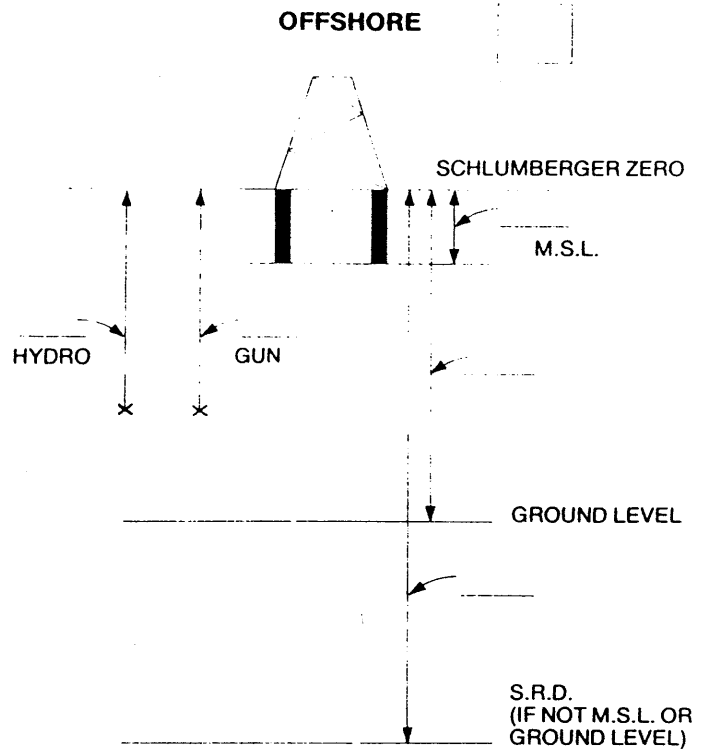 OFFSHORE
SCHLUMBERGER ZERO
M.S.L.
HYDRO
GUN
GROUND LEVEL
S.R.D.
(IF NOT M.S.L. OR
GROUND LEVEL)